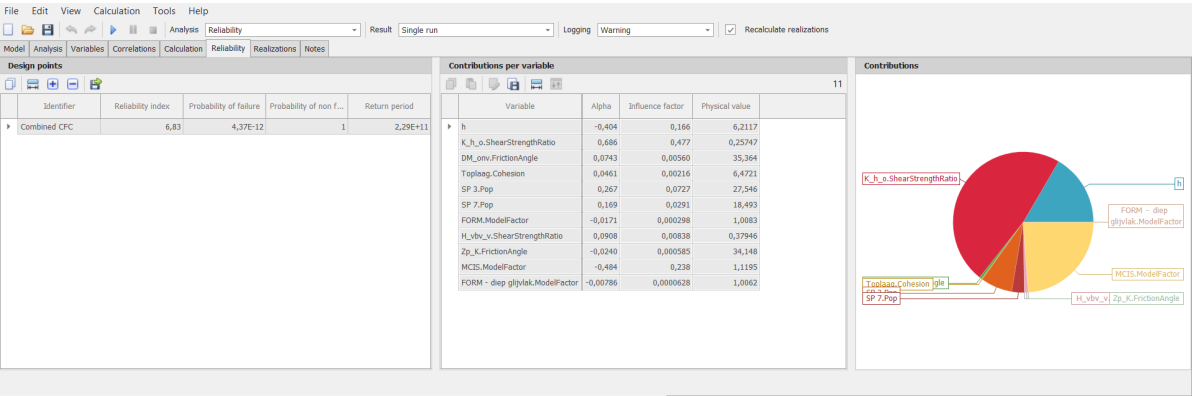 File Edit View Calculation Tools Help
Analysis Reliability Result Single run Logging Warning Recalculate realizations
Model Analysis Variables Correlations Calculation Reliability Realizations Notes
Design points
Identifier Reliability index Probability of failure Probability of non f... Return period
Combined CFC 6,83 4,37E-12 1 2,29E+11
Contributions per variable
11
Variable Alpha Influence factor Physical value
h -0,404 0,166 6,2117
K_h_o.ShearStrengthRatio 0,686 0,477 0,25747
DM_onv.FrictionAngle 0,0743 0,00560 35,364
Toplaag.Cohesion 0,0461 0,00216 6,4721
SP 3.Pop 0,267 0,0727 27,546
SP 7.Pop 0,169 0,0291 18,493
FORM.ModelFactor -0,0171 0,000298 1,0083
H_vbv_v.ShearStrengthRatio 0,0908 0,00838 0,37946
Zp_K.FrictionAngle -0,0240 0,000585 34,148
MCIS.ModelFactor -0,484 0,238 1,1195
FORM - diep glijvlak.ModelFactor -0,00786 0,0000628 1,0062
Contributions
K_h_o.ShearStrengthRatio
h
FORM - diep
glijvlak.ModelFactor
MCIS.ModelFactor
Toplaag.Cohesion gle
SP 7.Pop
H_vbv_v. Zp_K.FrictionAngle